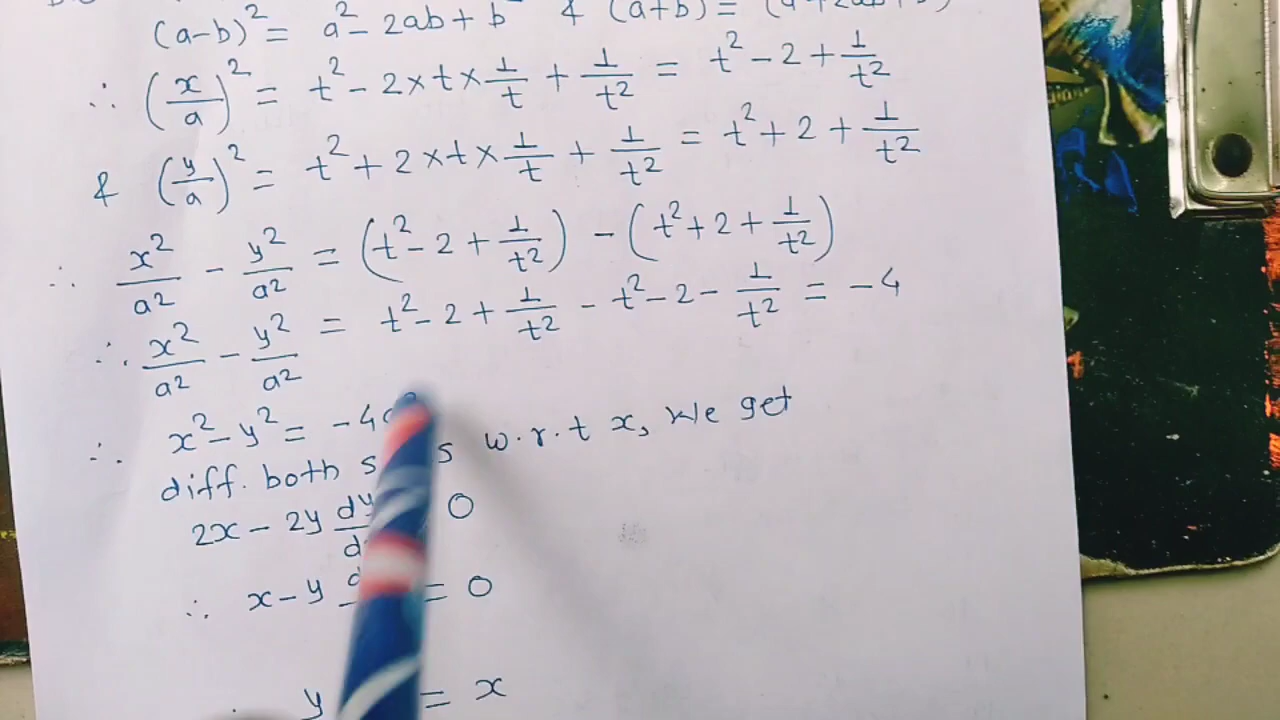 (a-b)² = a² - 2ab + b² & (a+b) = (a + 2ab + b)
∴ (x/a)² = t² - 2×t×1/t + 1/t² = t² - 2 + 1/t²
& (y/a)² = t² + 2×t×1/t + 1/t² = t² + 2 + 1/t²
∴ x²/a² - y²/a² = (t² - 2 + 1/t²) - (t² + 2 + 1/t²)
∴ x²/a² - y²/a² = t² - 2 + 1/t² - t² - 2 - 1/t² = -4
∴ x² - y² = -4
diff. both w.r.t x, We get
2x - 2y dy 0
∴ x - y d = 0
y = x